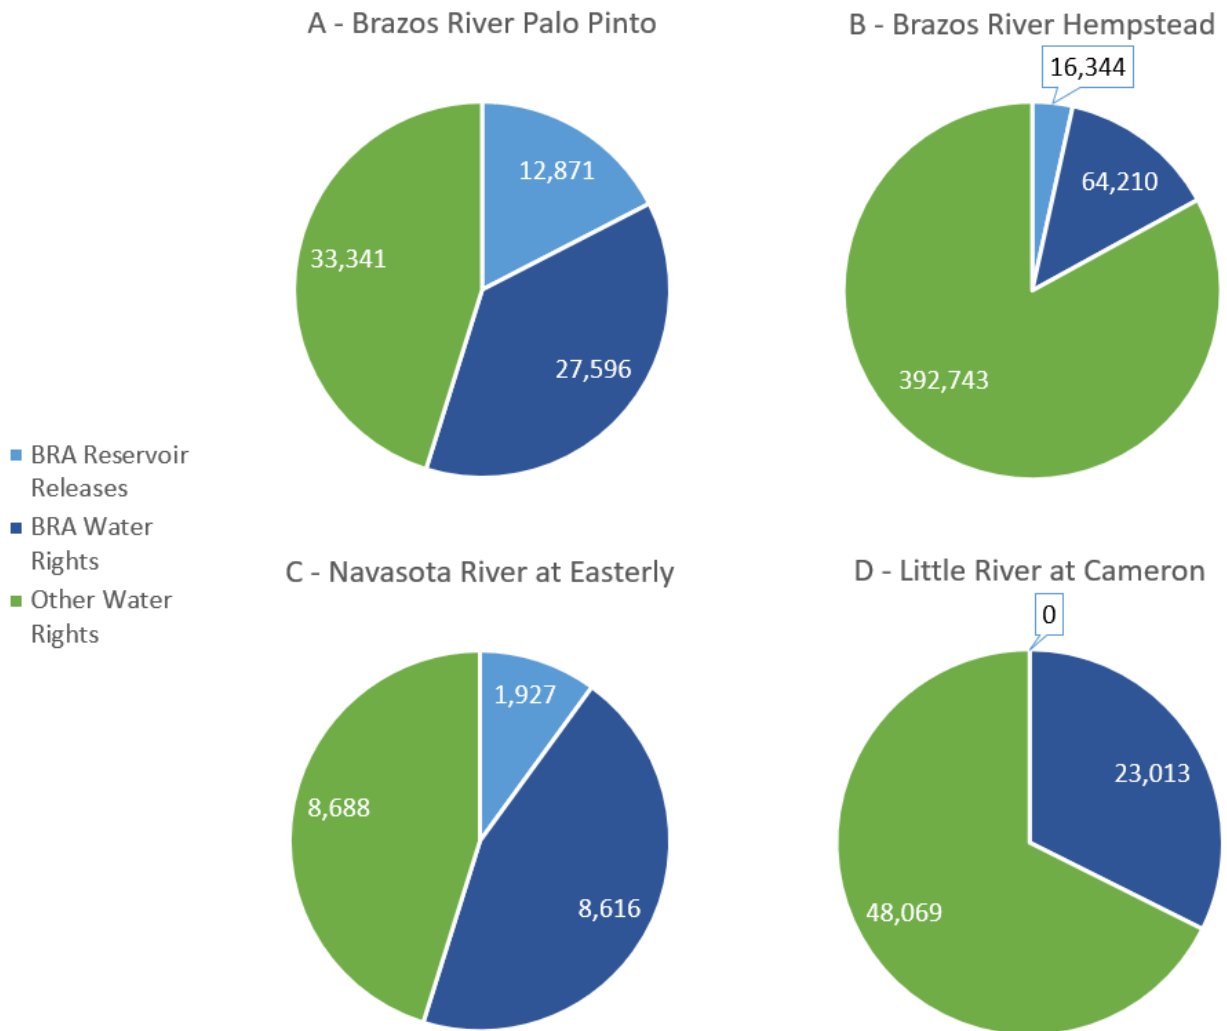 A - Brazos River Palo Pinto
12,871
33,341
27,596
B - Brazos River Hempstead
16,344
64,210
392,743
BRA Reservoir
Releases
BRA Water
Rights
Other Water
Rights
C - Navasota River at Easterly
1,927
8,688
8,616
D - Little River at Cameron
0
23,013
48,069